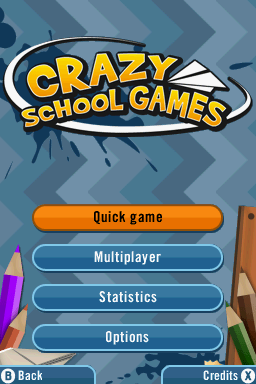 CRAZY
SCHOOL GAMES
Quick game
Multiplayer
Statistics
Options
B Back
Credits X